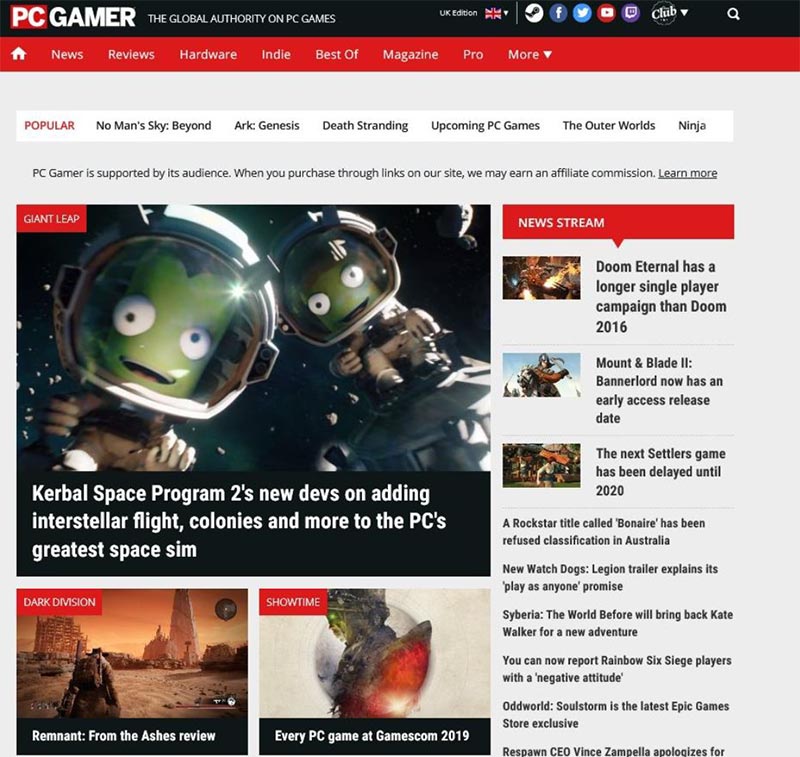 PC GAMER THE GLOBAL AUTHORITY ON PC GAMES
UK Edition
Club
News Reviews Hardware Indie Best Of Magazine Pro More
POPULAR No Man's Sky: Beyond Ark: Genesis Death Stranding Upcoming PC Games The Outer Worlds Ninja
PC Gamer is supported by its audience. When you purchase through links on our site, we may earn an affiliate commission. Learn more
GIANT LEAP
Kerbal Space Program 2's new devs on adding
interstellar flight, colonies and more to the PC's
greatest space sim
DARK DIVISION
Remnant: From the Ashes review
SHOWTIME
Every PC game at Gamescom 2019
NEWS STREAM
Doom Eternal has a
longer single player
campaign than Doom
2016
Mount & Blade II:
Bannerlord now has an
early access release
date
The next Settlers game
has been delayed until
2020
A Rockstar title called 'Bonaire' has been
refused classification in Australia
New Watch Dogs: Legion trailer explains its
'play as anyone' promise
Syberia: The World Before will bring back Kate
Walker for a new adventure
You can now report Rainbow Six Siege players
with a 'negative attitude'
Oddworld: Soulstorm is the latest Epic Games
Store exclusive
Respawn CEO Vince Zampella apologizes for